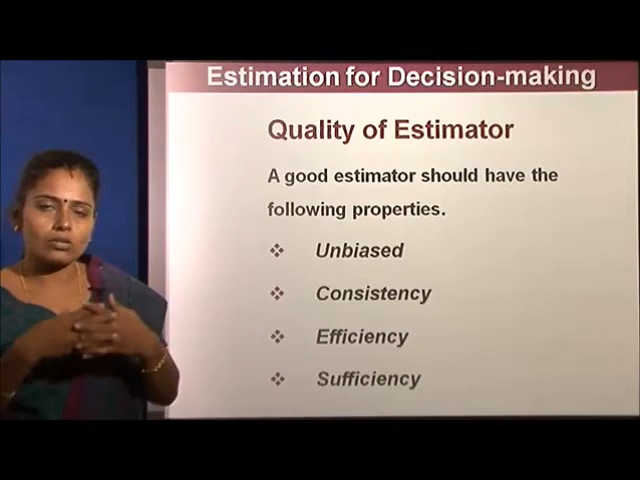 Estimation for Decision-making
Quality of Estimator
A good estimator should have the
following properties.
❖ Unbiased
❖ Consistency
❖ Efficiency
❖ Sufficiency